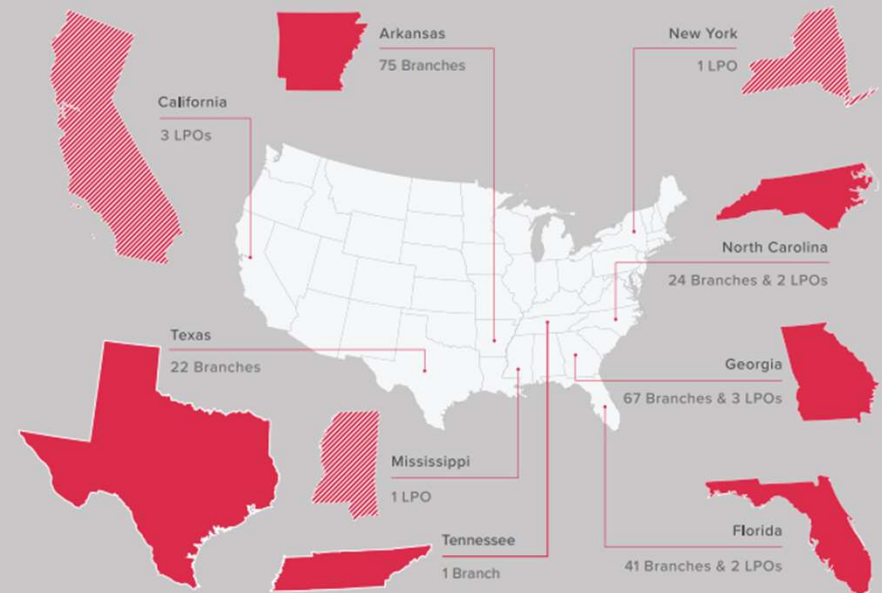 Arkansas
75 Branches
New York
1 LPO
California
3 LPOs
North Carolina
24 Branches & 2 LPOs
Texas
22 Branches
Georgia
67 Branches & 3 LPOs
Mississippi
1 LPO
Florida
41 Branches & 2 LPOs
Tennessee
1 Branch